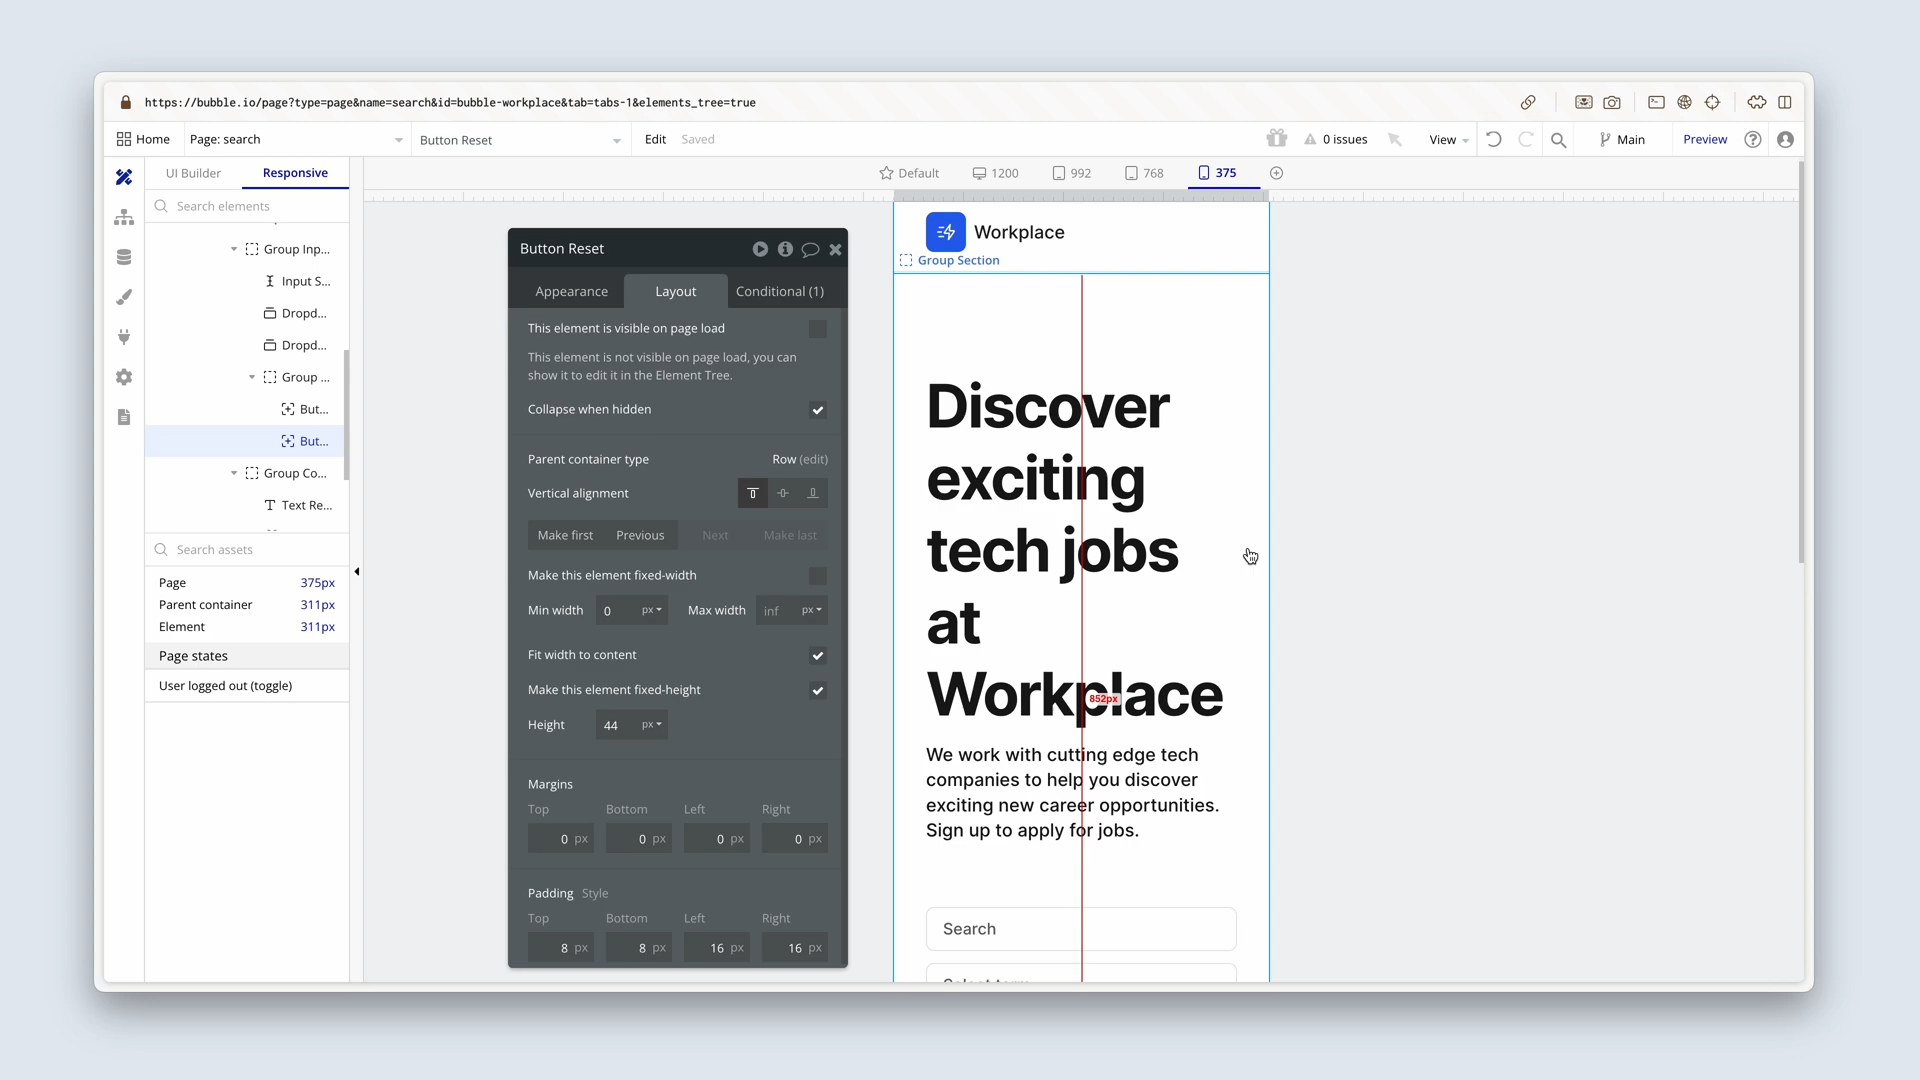 https://bubble.io/page?type=page&name=search&id=bubble-workplace&tab=tabs-1&elements_tree=true
Home
Page: search
Button Reset
Edit
Saved
0 issues
View
Main
Preview
UI Builder
Responsive
Default
1200
992
768
375
Search elements
Group Inp...
Input S...
Dropd...
Dropd...
Group ...
But...
But...
Group Co...
Text Re...
Search assets
Page 375px
Parent container 311px
Element 311px
Page states
User logged out (toggle)
Button Reset
Appearance
Layout
Conditional (1)
This element is visible on page load
This element is not visible on page load, you can
show it to edit it in the Element Tree.
Collapse when hidden
Parent container type Row (edit)
Vertical alignment
Make first Previous Next Make last
Make this element fixed-width
Min width 0 px Max width inf px
Fit width to content
Make this element fixed-height
Height 44 px
Margins
Top Bottom Left Right
0 px 0 px 0 px 0 px
Padding Style
Top Bottom Left Right
8 px 8 px 16 px 16 px
Workplace
Group Section
Discover
exciting
tech jobs
at
Workplace
852px
We work with cutting edge tech
companies to help you discover
exciting new career opportunities.
Sign up to apply for jobs.
Search